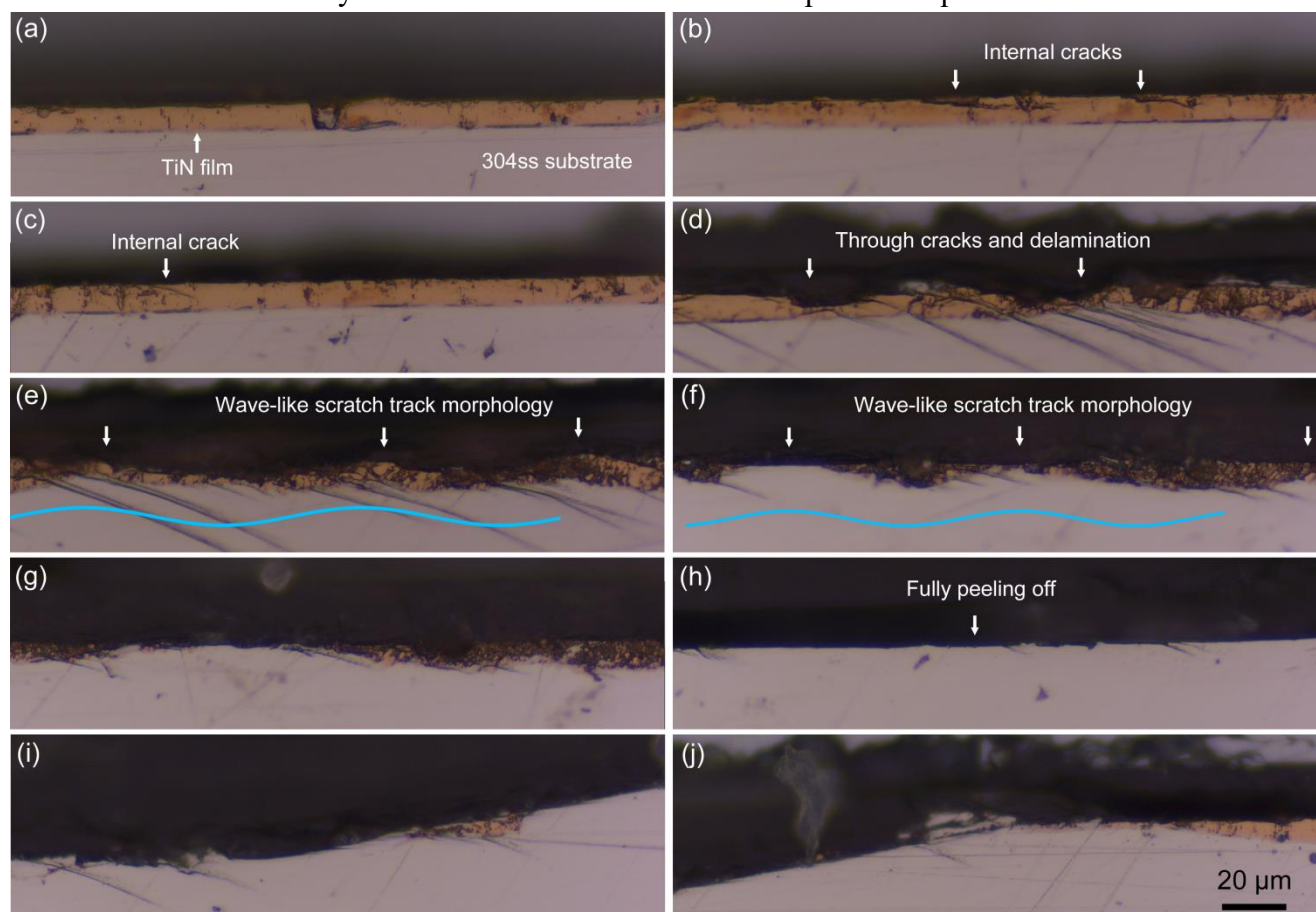 (a)
TiN film
304ss substrate
(b)
Internal cracks
(c)
Internal crack
(d)
Through cracks and delamination
(e)
Wave-like scratch track morphology
(f)
Wave-like scratch track morphology
(g)
(h)
Fully peeling off
(i)
(j)
20 μm